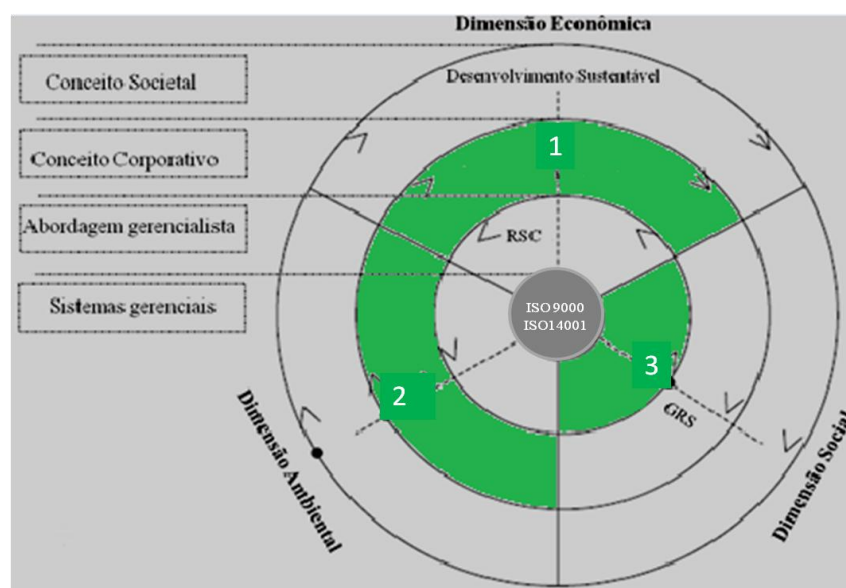 Dimensão Econômica
Conceito Societal
Desenvolvimento Sustentável
Conceito Corporativo
1
Abordagem gerencialista
RSC
Sistemas gerenciais
ISO 9000
ISO14001
3
2
GRS
Dimensão Ambiental
Dimensão Social